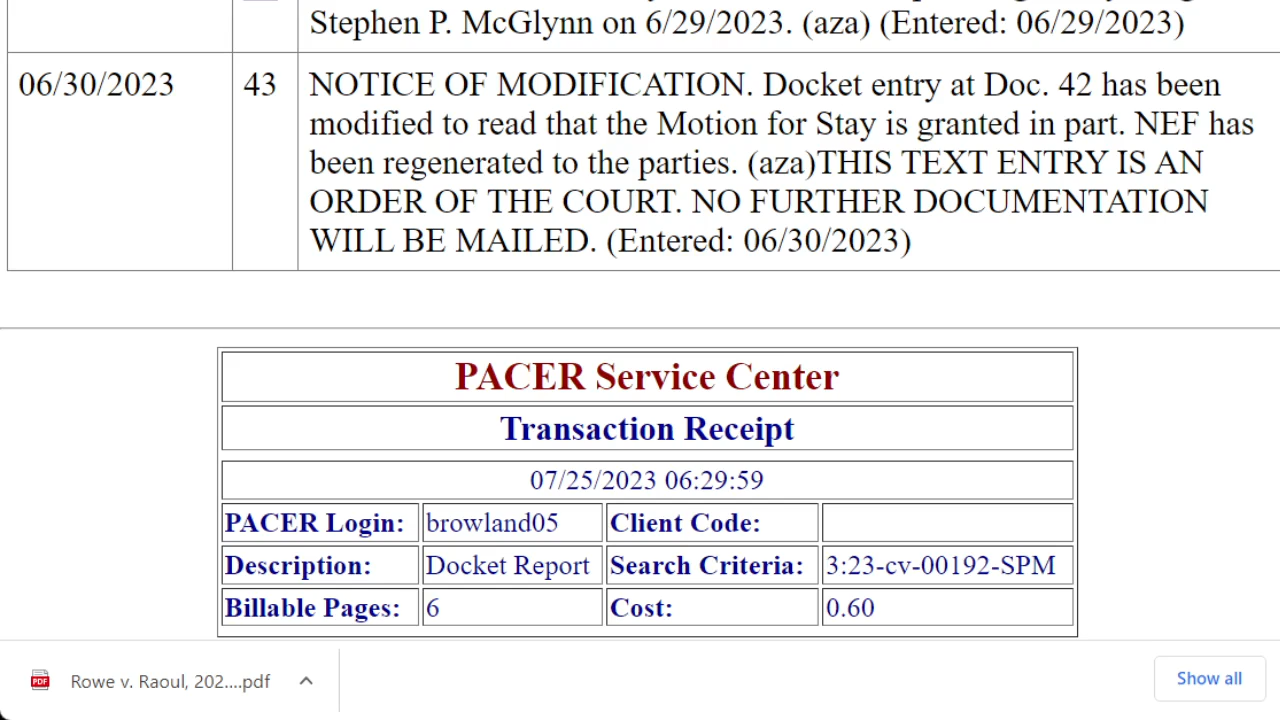 Stephen P. McGlynn on 6/29/2023. (aza) (Entered: 06/29/2023)
06/30/2023 43 NOTICE OF MODIFICATION. Docket entry at Doc. 42 has been
modified to read that the Motion for Stay is granted in part. NEF has
been regenerated to the parties. (aza)THIS TEXT ENTRY IS AN
ORDER OF THE COURT. NO FURTHER DOCUMENTATION
WILL BE MAILED. (Entered: 06/30/2023)
PACER Service Center
Transaction Receipt
07/25/2023 06:29:59
PACER Login: browland05 Client Code:
Description: Docket Report Search Criteria: 3:23-cv-00192-SPM
Billable Pages: 6 Cost: 0.60
PDF Rowe v. Raoul, 202....pdf Show all